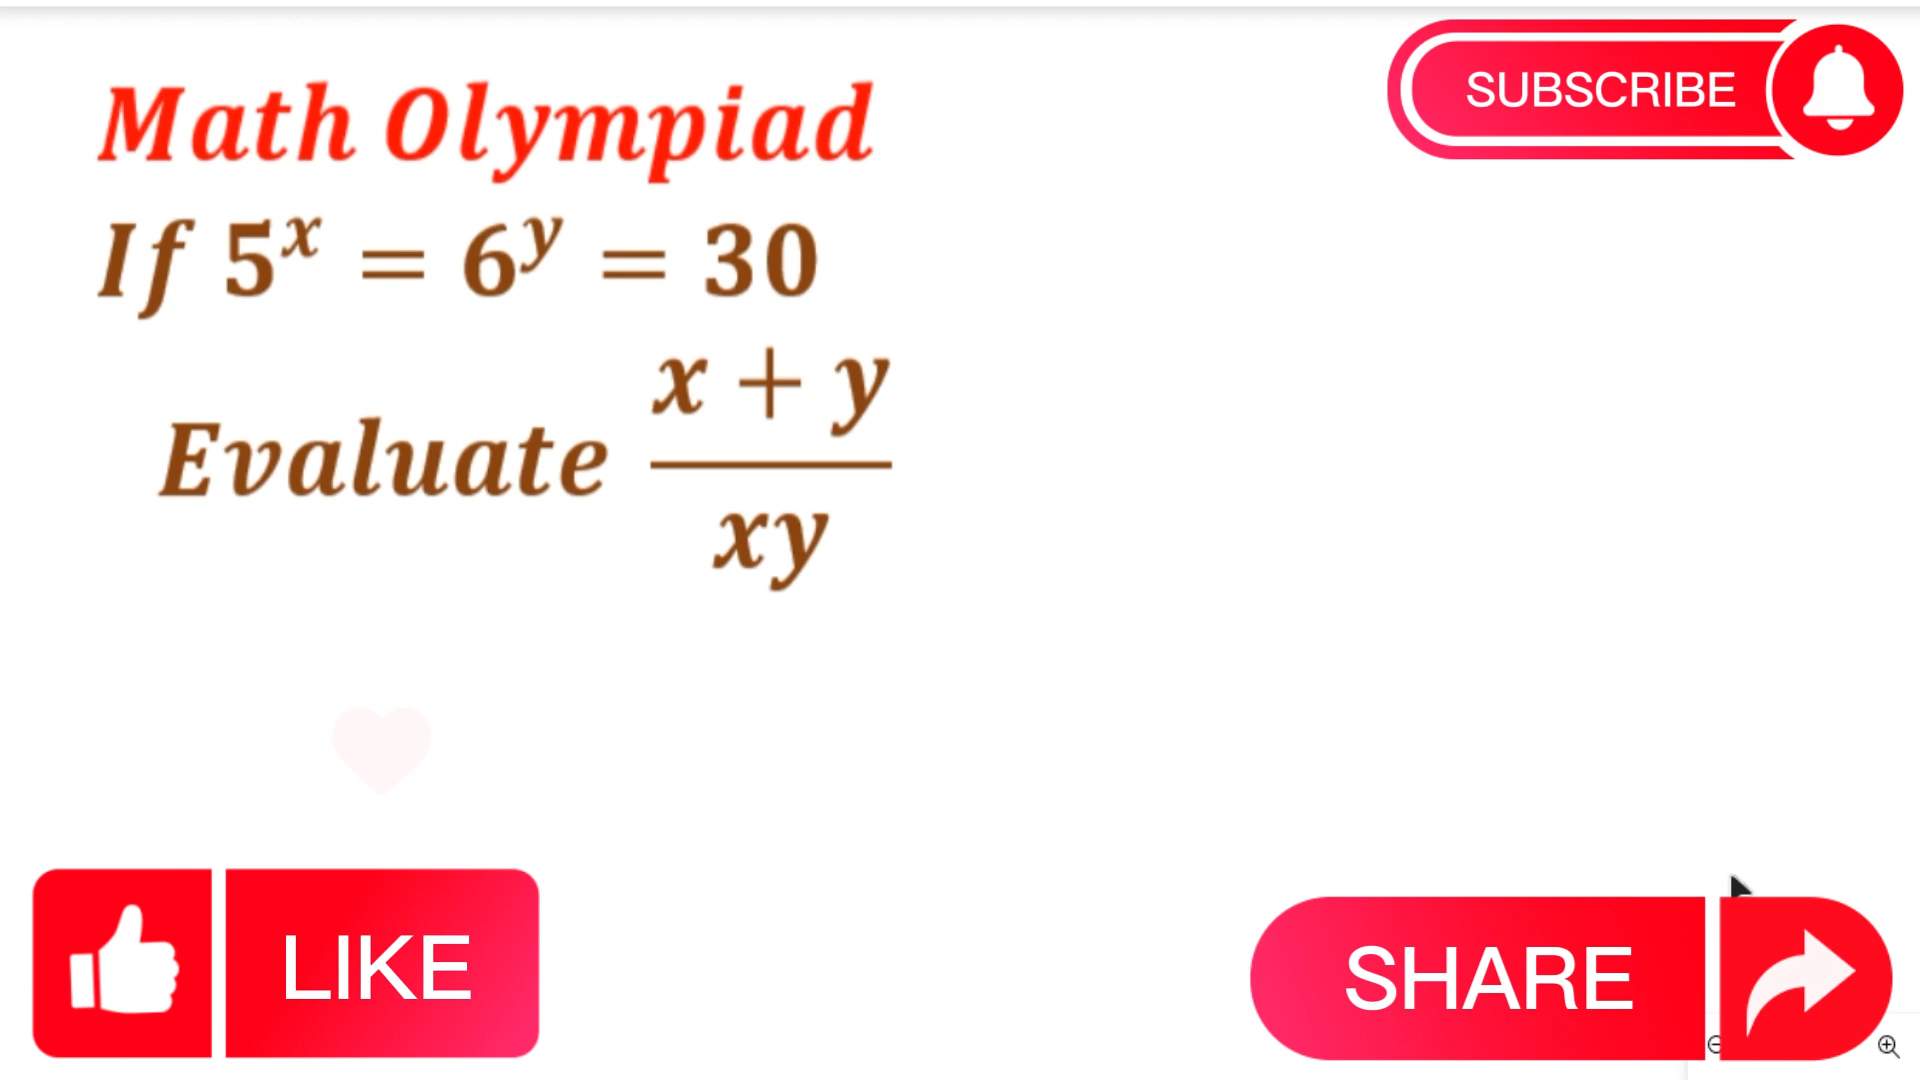 Math Olympiad
SUBSCRIBE
If 5^x = 6^y = 30
Evaluate (x + y)/(xy)
LIKE
SHARE